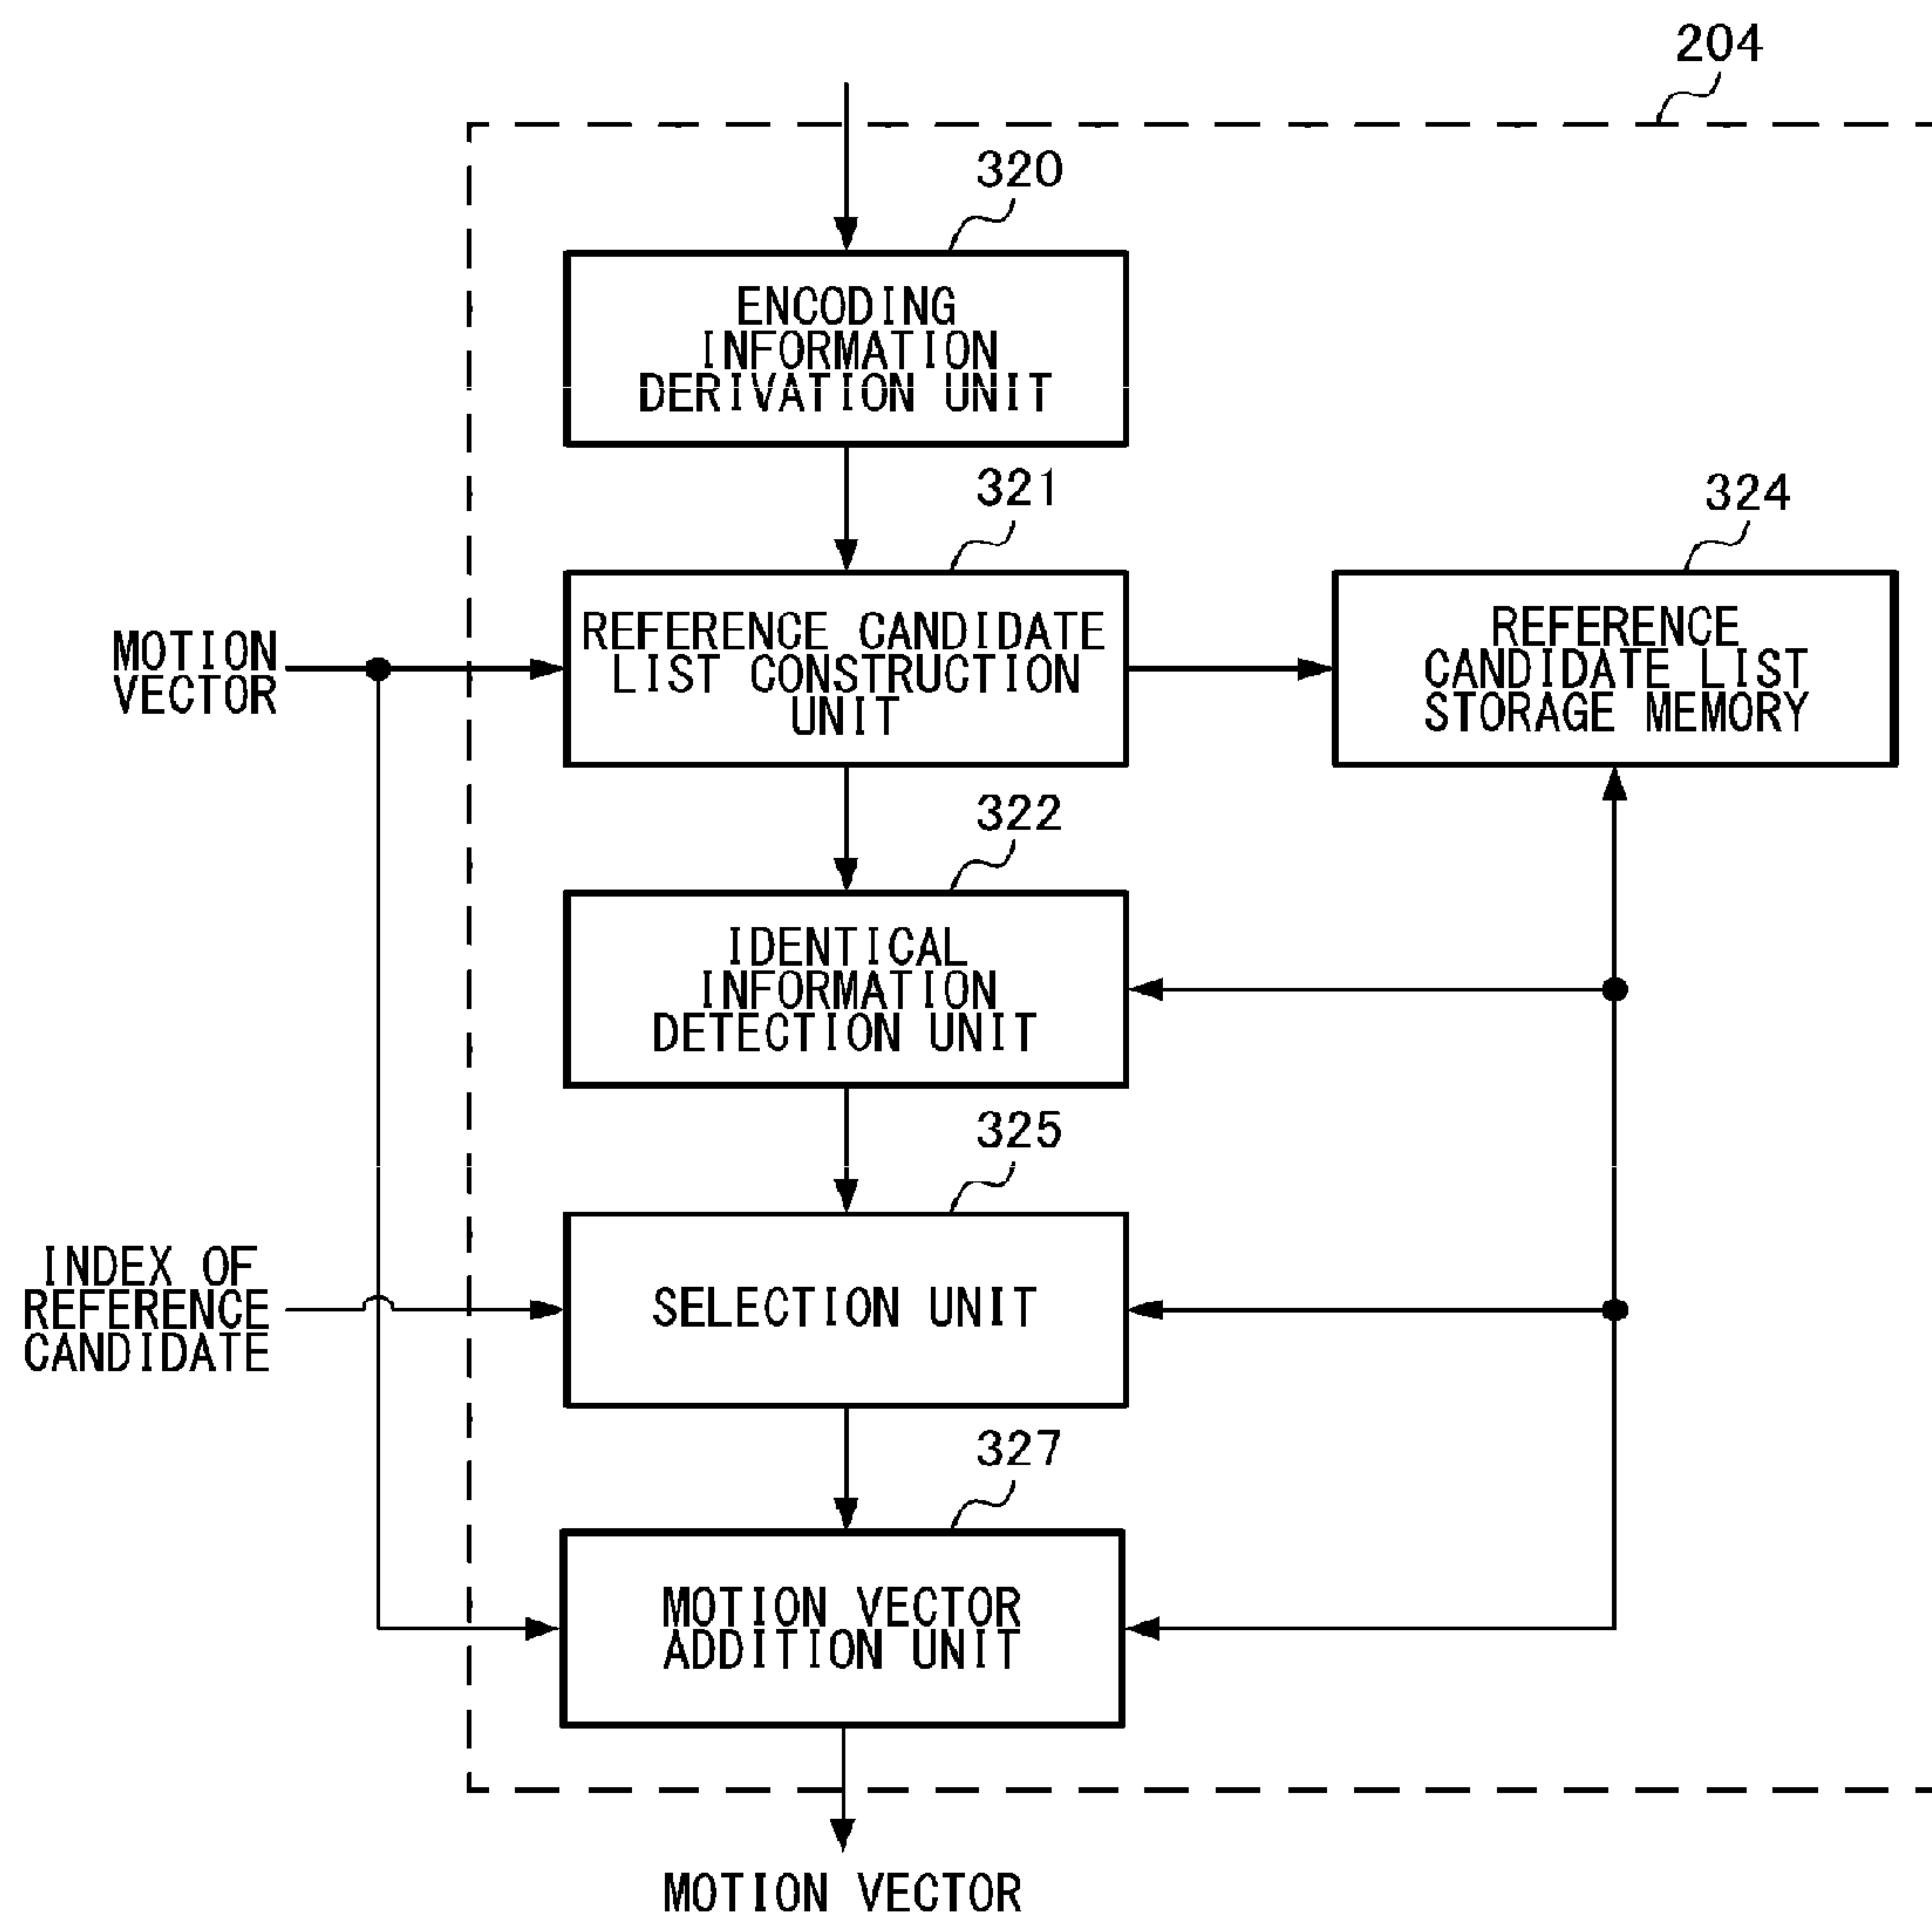 204
320
ENCODING
INFORMATION
DERIVATION UNIT
321
324
MOTION
VECTOR
REFERENCE CANDIDATE
LIST CONSTRUCTION
UNIT
REFERENCE
CANDIDATE LIST
STORAGE MEMORY
322
IDENTICAL
INFORMATION
DETECTION UNIT
325
INDEX OF
REFERENCE
CANDIDATE
SELECTION UNIT
327
MOTION VECTOR
ADDITION UNIT
MOTION VECTOR